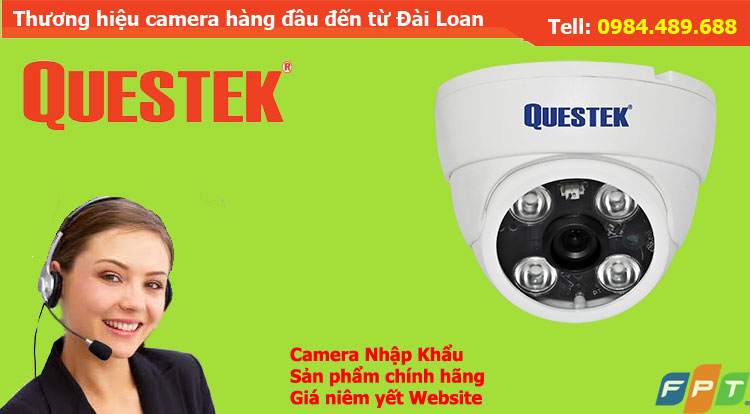 Thương hiệu camera hàng đầu đến từ Đài Loan
Tell: 0984.489.688
QUESTEK®
QUESTEK®
Camera Nhập Khẩu
Sản phẩm chính hãng
Giá niêm yết Website
FPT